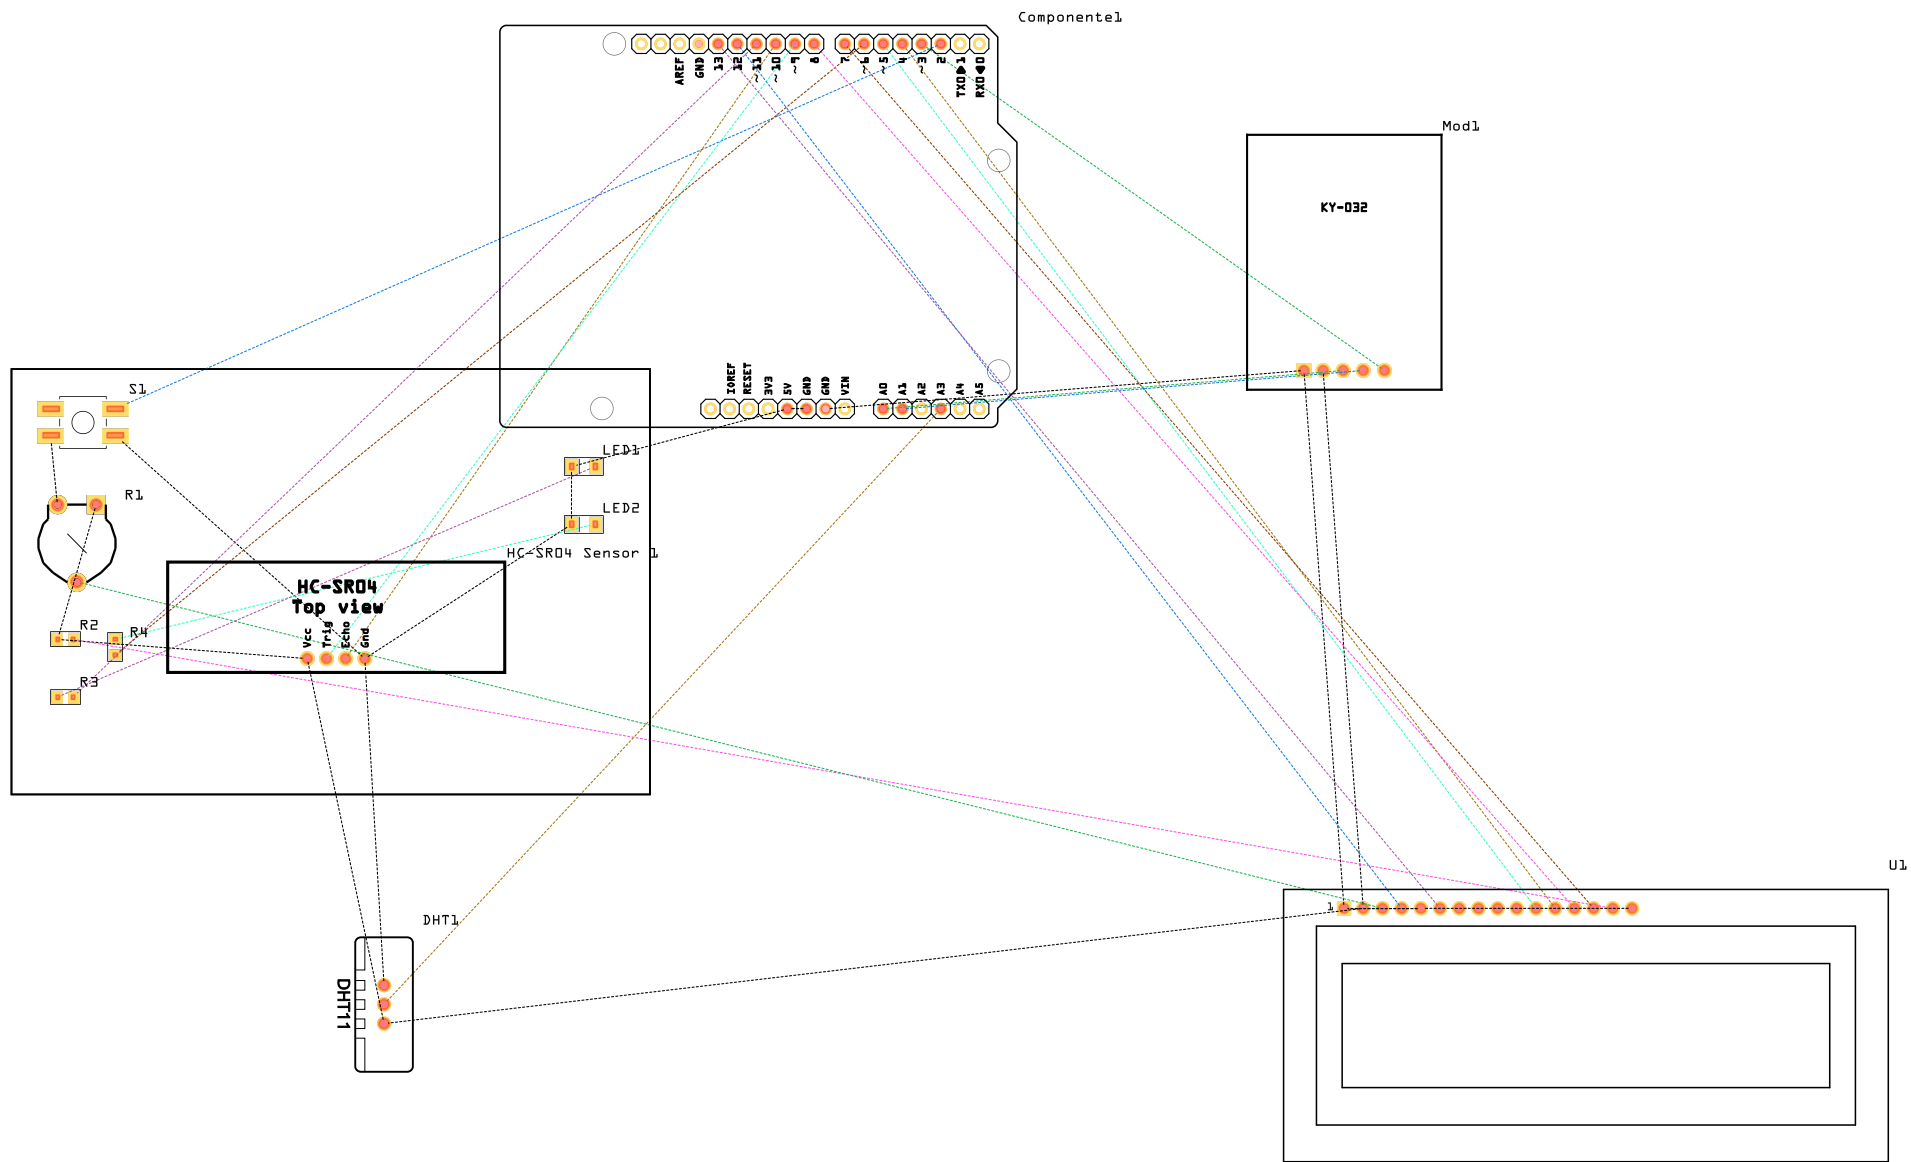 Componente1
AREF
GND
13
12
~11
~10
~9
8
7
~6
~5
4
~3
2
TX0▶1
RX0◀0
Mod1
KY-032
IOREF
RESET
3V3
5V
GND
GND
VIN
A0
A1
A2
A3
A4
A5
S1
LED1
R1
LED2
HC-SR04 Sensor 1
HC-SR04
Top view
Vcc
Trig
Echo
Gnd
R2
R4
R3
U1
1
DHT1
DHT11